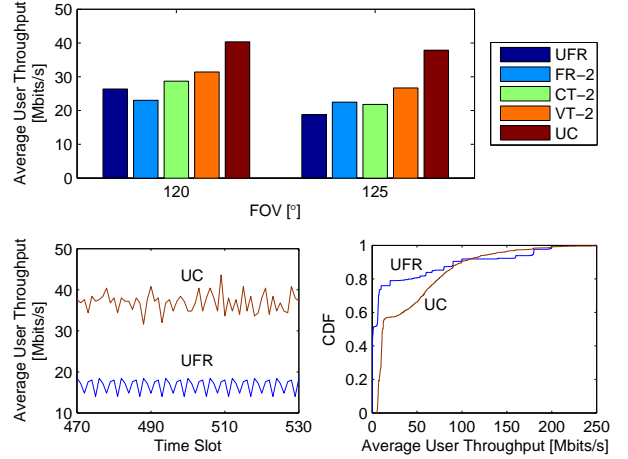 Average User Throughput
[Mbits/s]
50
40
30
20
10
0
120
125
FOV [°]
UFR
FR-2
CT-2
VT-2
UC
Average User Throughput
[Mbits/s]
50
40
30
20
10
470
490
510
530
Time Slot
UC
UFR
CDF
1
0.8
0.6
0.4
0.2
0
0
50
100
150
200
250
Average User Throughput [Mbits/s]
UFR
UC